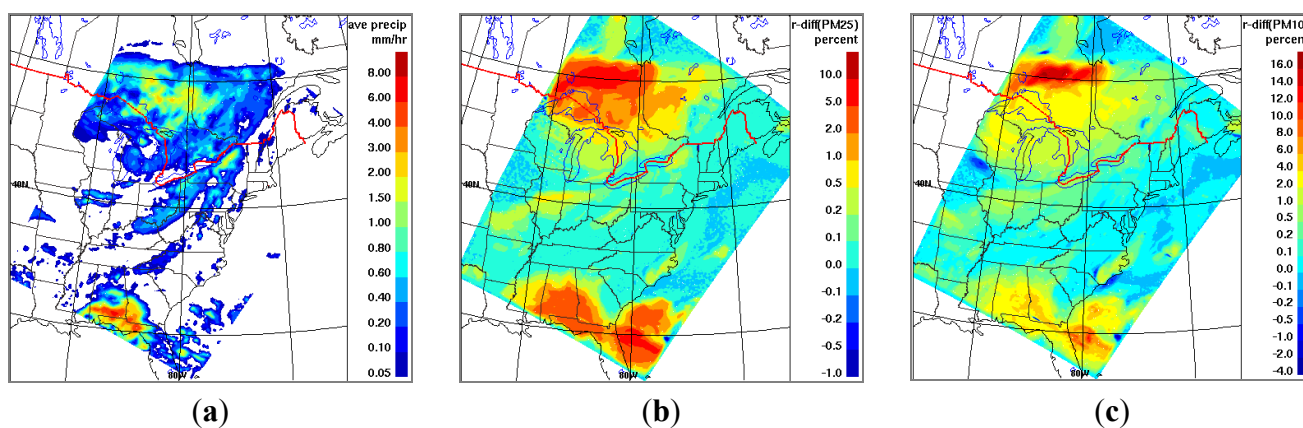 ave precip
mm/hr
8.00
6.00
4.00
3.00
2.00
1.50
1.00
0.80
0.60
0.40
0.20
0.10
0.05
40N
80W
(a)
r-diff(PM25)
percent
10.0
5.0
2.0
1.0
0.5
0.2
0.1
0.0
-0.1
-0.2
-0.5
-1.0
40N
80W
(b)
r-diff(PM10
percent
16.0
14.0
12.0
10.0
8.0
6.0
4.0
2.0
1.0
0.5
0.2
0.1
0.0
-0.1
-0.2
-0.5
-1.0
-2.0
-4.0
40N
80W
(c)